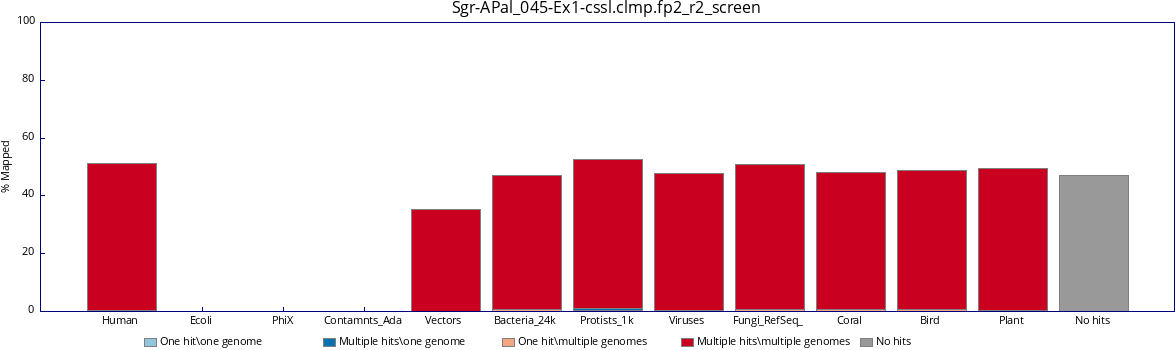 Sgr-APal_045-Ex1-cssl.clmp.fp2_r2_screen
100
80
60
40
20
0
% Mapped
Human Ecoli PhiX Contamnts_Ada Vectors Bacteria_24k Protists_1k Viruses Fungi_RefSeq_ Coral Bird Plant No hits
One hit\one genome Multiple hits\one genome One hit\multiple genomes Multiple hits\multiple genomes No hits